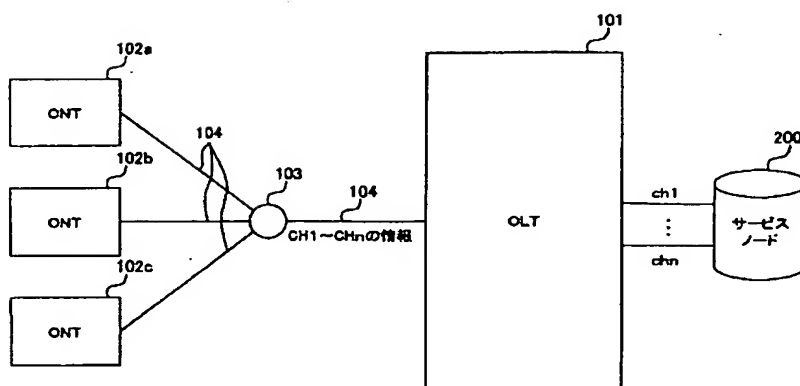 101
102a
ONT
104
102b
ONT
103
104
CH1～CHnの情報
OLT
ch1
⋮
chn
200
サービス
ノード
102c
ONT